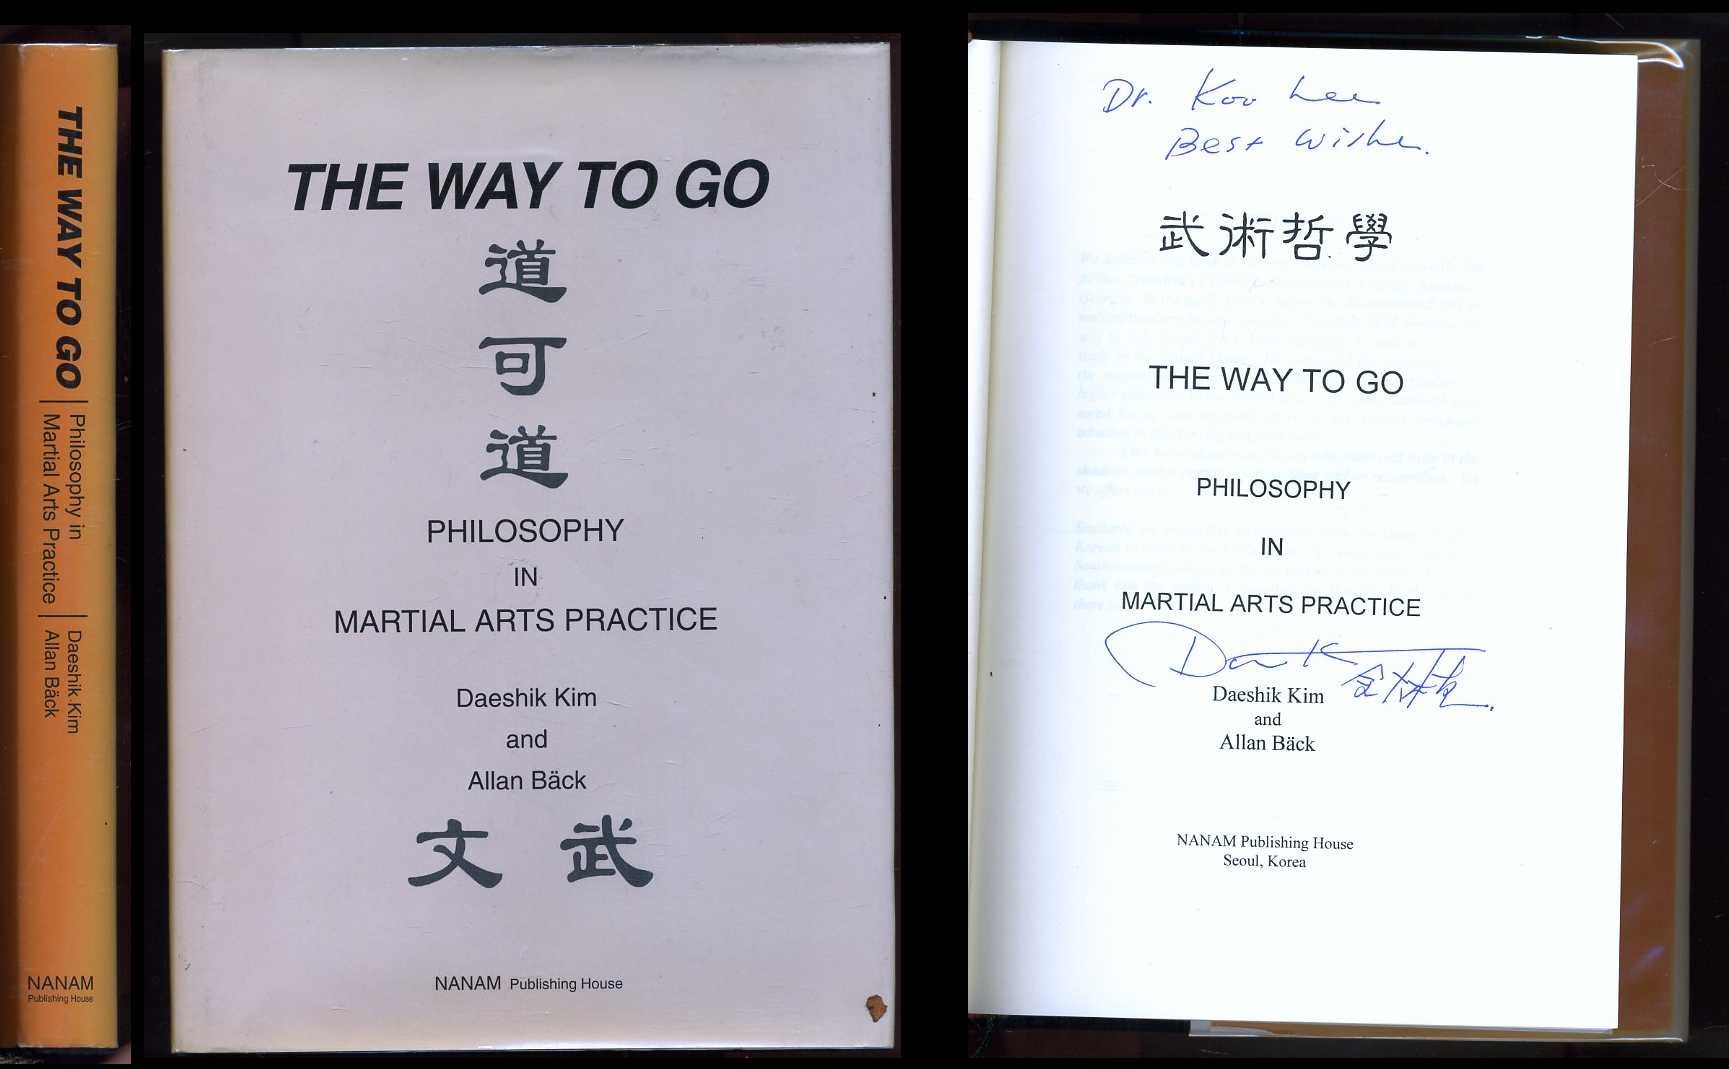 THE WAY TO GO
Philosophy in
Martial Arts Practice
Daeshik Kim
Allan Bäck
NANAM
Publishing House
THE WAY TO GO
道
可
道
PHILOSOPHY
IN
MARTIAL ARTS PRACTICE
Daeshik Kim
and
Allan Bäck
文 武
NANAM Publishing House
Dr. Koo Lee
Best Wishes.
武術哲學
THE WAY TO GO
PHILOSOPHY
IN
MARTIAL ARTS PRACTICE
Daeshik Kim
and
Allan Bäck
NANAM Publishing House
Seoul, Korea